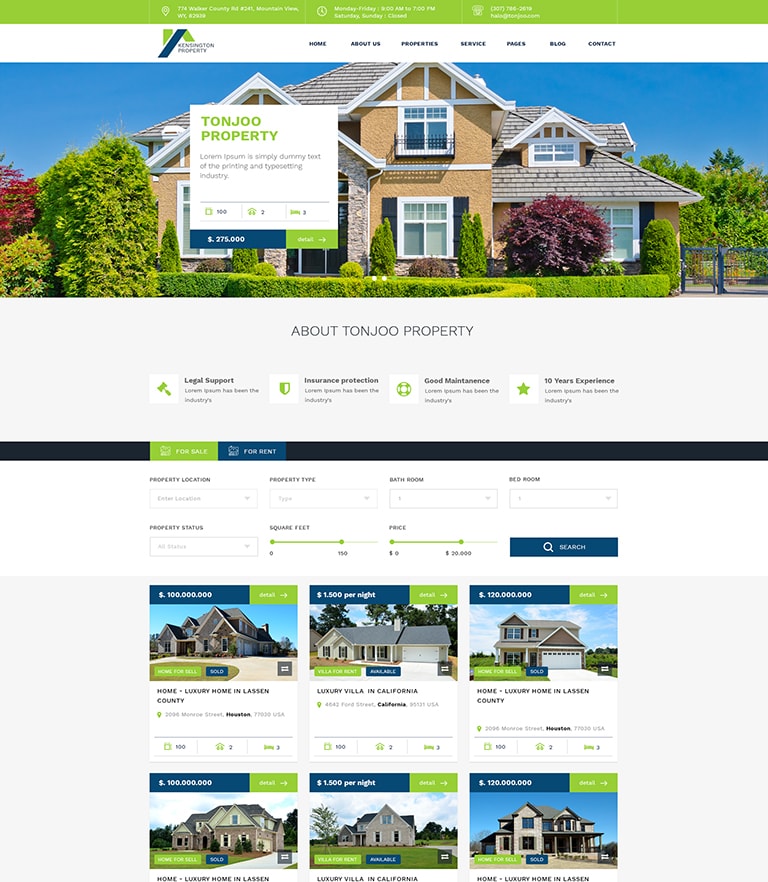 774 Walker County Rd #241, Mountain View,
WY, 82939
Monday-Friday : 9:00 AM to 7:00 PM
Saturday, Sunday : Closed
(307) 786-2619
halo@tonjoo.com
KENSINGTON
PROPERTY
HOME ABOUT US PROPERTIES SERVICE PAGES BLOG CONTACT
TONJOO
PROPERTY
Lorem Ipsum is simply dummy text
of the printing and typesetting
industry.
100 2 3
$. 275.000 detail
ABOUT TONJOO PROPERTY
Legal Support
Lorem Ipsum has been the
industry's
Insurance protection
Lorem Ipsum has been the
industry's
Good Maintanence
Lorem Ipsum has been the
industry's
10 Years Experience
Lorem Ipsum has been the
industry's
FOR SALE FOR RENT
PROPERTY LOCATION PROPERTY TYPE BATH ROOM BED ROOM
Enter Location Type 1 1
PROPERTY STATUS SQUARE FEET PRICE
All Status
0 150 $ 0 $ 20.000
SEARCH
$. 100.000.000 detail
HOME FOR SELL SOLD
HOME - LUXURY HOME IN LASSEN
COUNTY
2096 Monroe Street, Houston, 77030 USA
100 2 3
$ 1.500 per night detail
VILLA FOR RENT AVAILABLE
LUXURY VILLA IN CALIFORNIA
4642 Ford Street, California, 95131 USA
100 2 3
$. 120.000.000 detail
HOME FOR SELL SOLD
HOME - LUXURY HOME IN LASSEN
COUNTY
2096 Monroe Street, Houston, 77030 USA
100 2 3
$. 100.000.000 detail
HOME FOR SELL SOLD
HOME - LUXURY HOME IN LASSEN
$ 1.500 per night detail
VILLA FOR RENT AVAILABLE
LUXURY VILLA IN CALIFORNIA
$. 120.000.000 detail
HOME FOR SELL SOLD
HOME - LUXURY HOME IN LASSEN